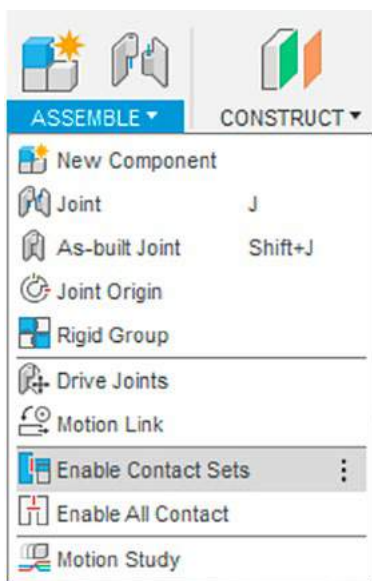 ASSEMBLE CONSTRUCT
New Component
Joint J
As-built Joint Shift+J
Joint Origin
Rigid Group
Drive Joints
Motion Link
Enable Contact Sets
Enable All Contact
Motion Study